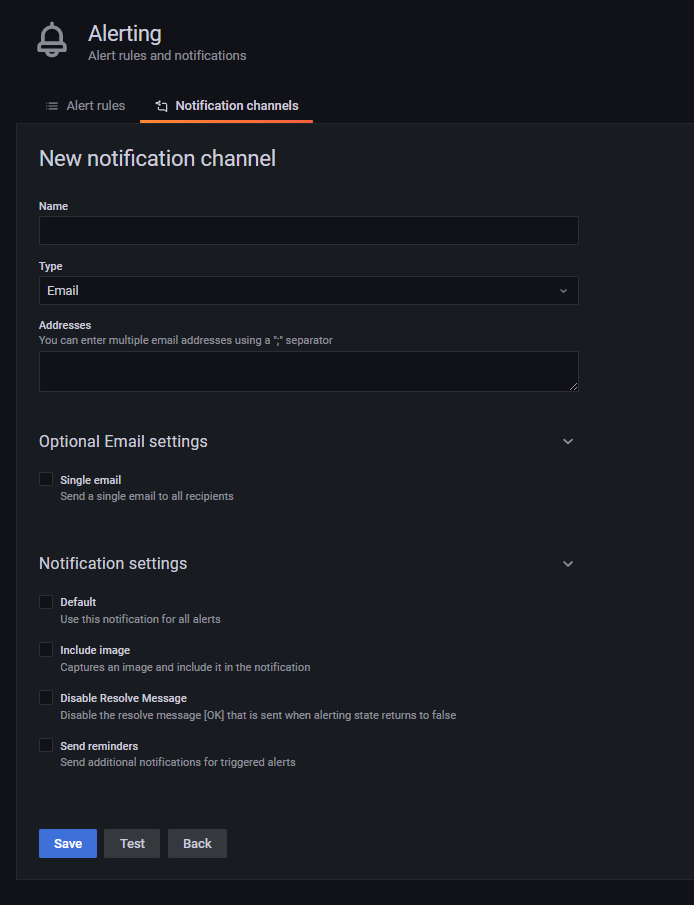 Alerting
Alert rules and notifications
Alert rules
Notification channels
New notification channel
Name
Type
Email
Addresses
You can enter multiple email addresses using a ";" separator
Optional Email settings
Single email
Send a single email to all recipients
Notification settings
Default
Use this notification for all alerts
Include image
Captures an image and include it in the notification
Disable Resolve Message
Disable the resolve message [OK] that is sent when alerting state returns to false
Send reminders
Send additional notifications for triggered alerts
Save
Test
Back